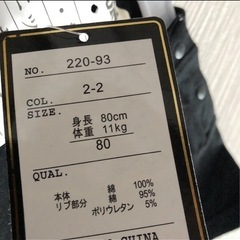 NO. 220-93
COL. 2-2
SIZE.
身長 80cm
体重 11kg
80
QUAL.
本体 綿 100%
リブ部分 綿 95%
ポリウレタン 5%
CHINA